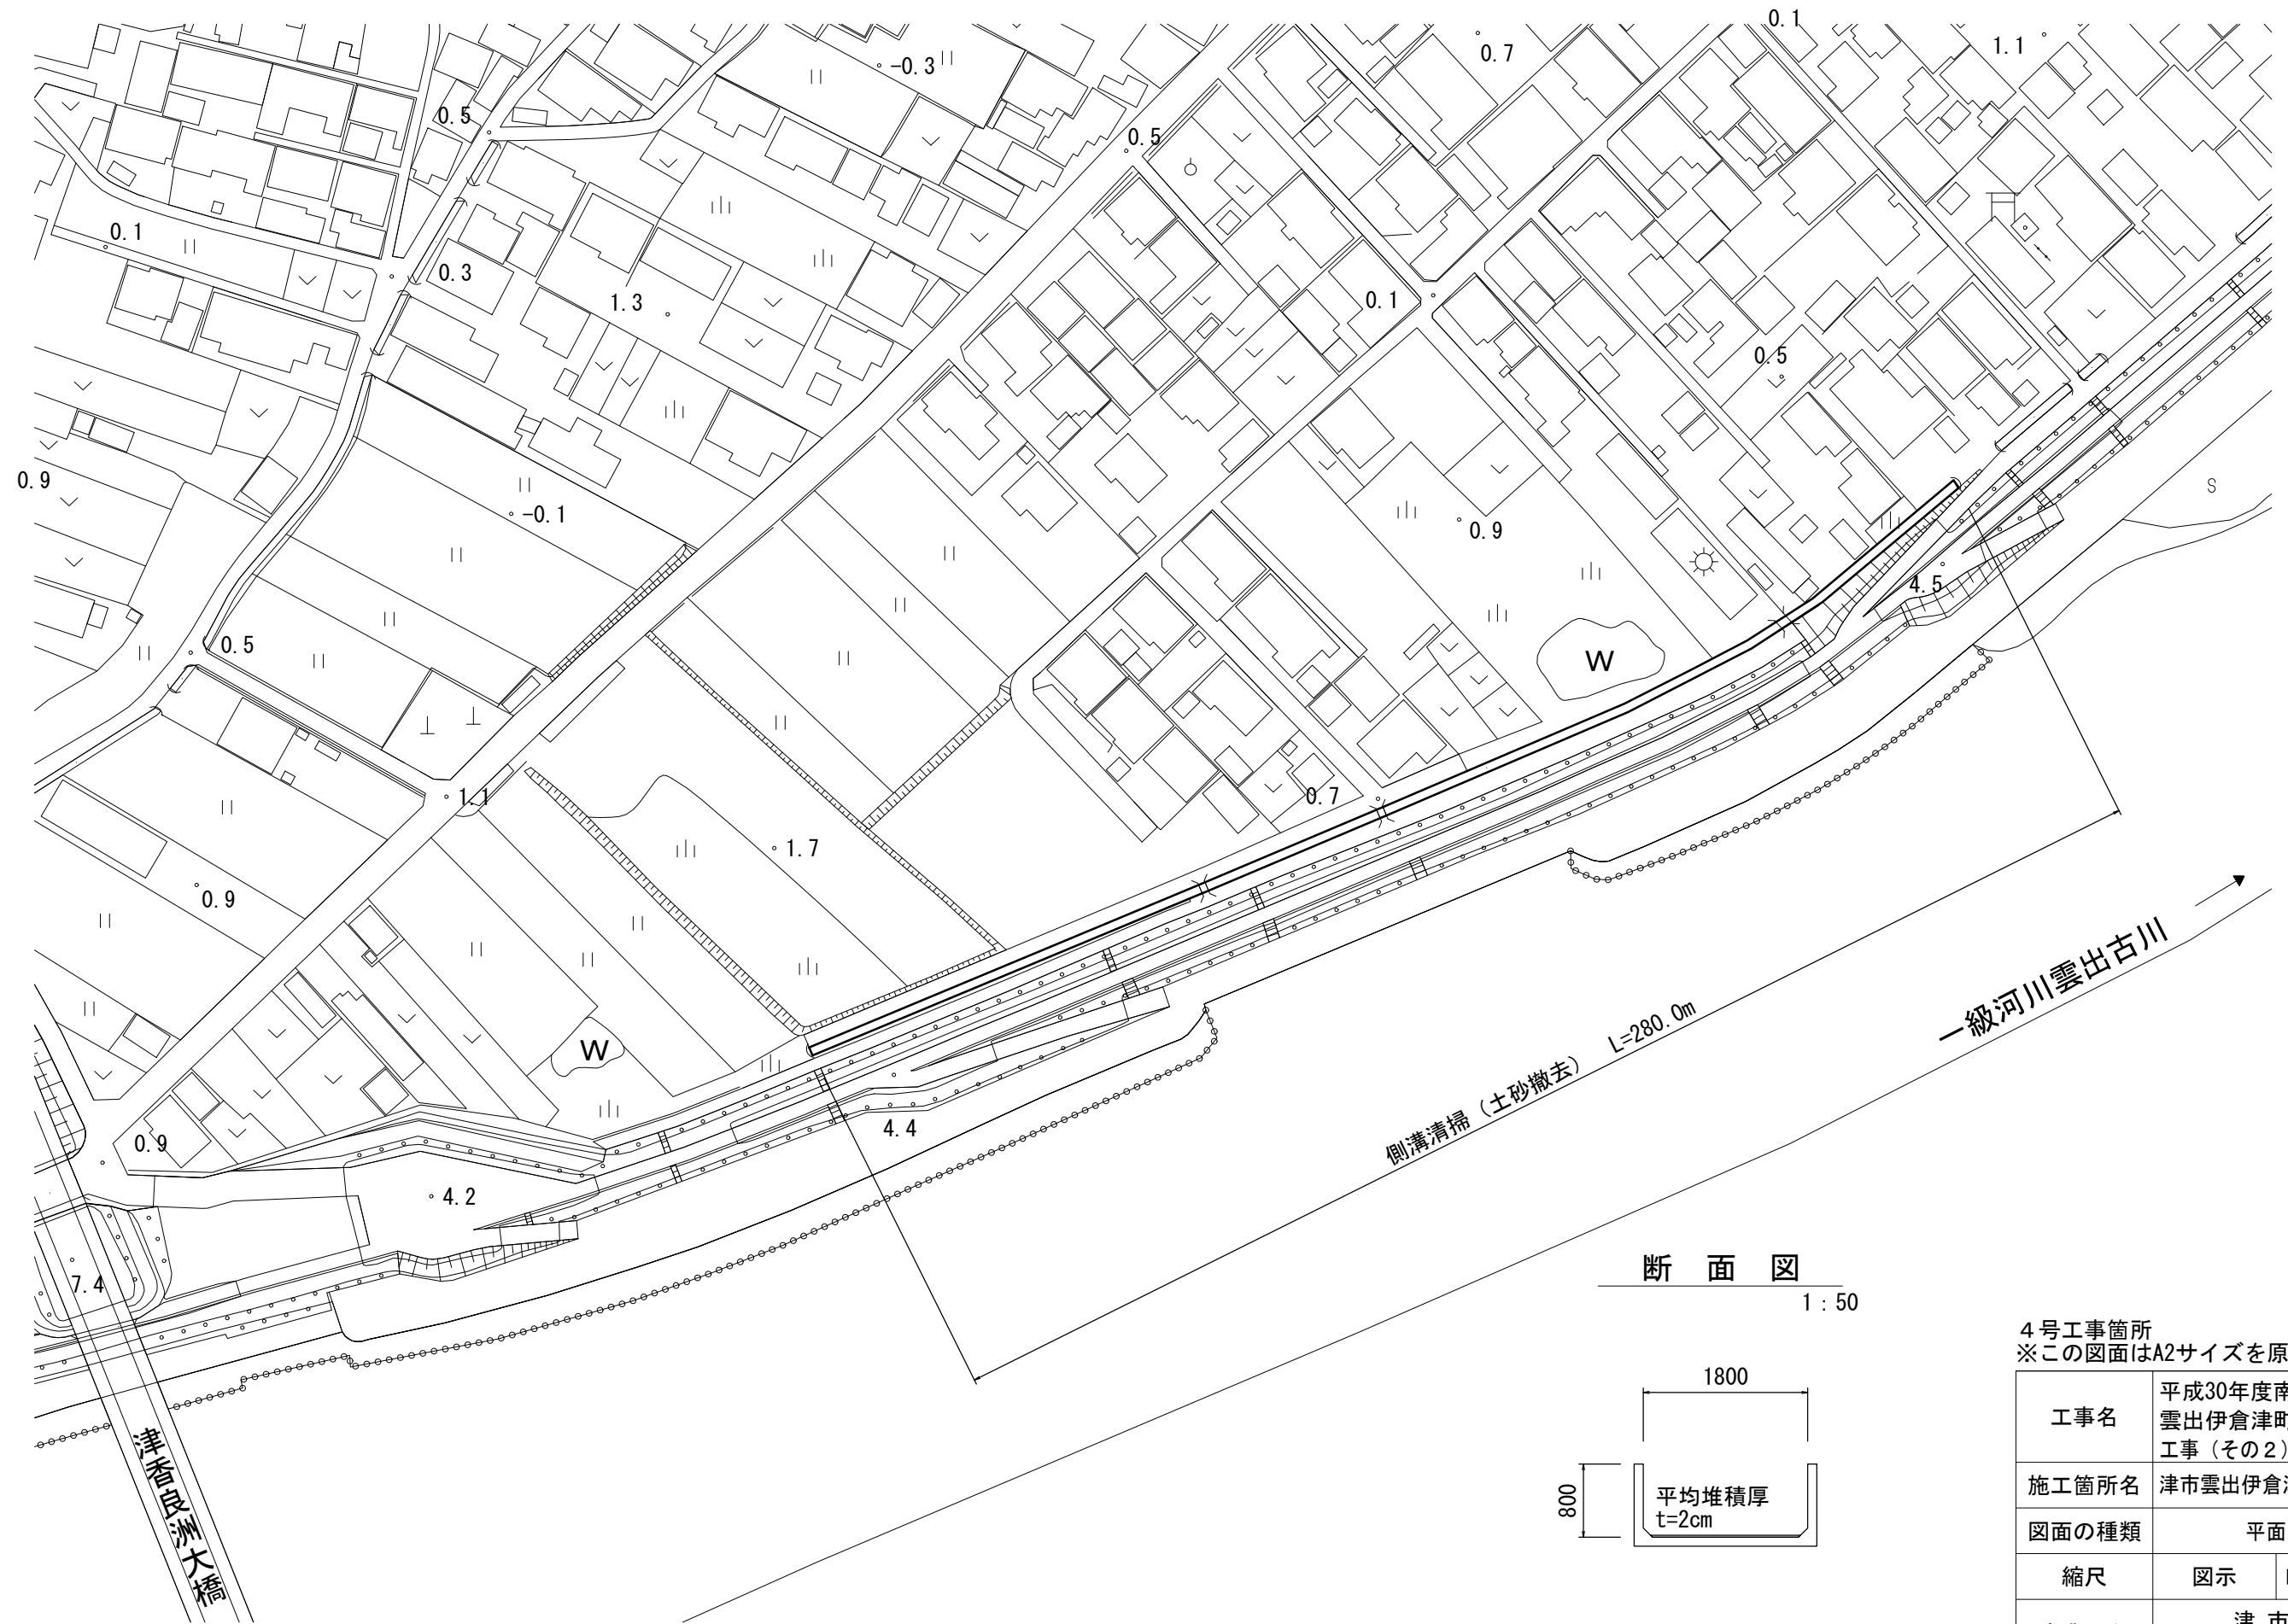 0.1
0.7
1.1
-0.3
0.5
0.5
0.1
0.3
1.3
0.1
0.5
0.9
-0.1
0.9
4.5
S
0.5
W
1.1
0.7
1.7
0.9
W
0.9
4.4
4.2
7.4
側溝清掃（土砂撤去） L=280.0m
一級河川雲出古川
津香良洲大橋
断面図
1:50
1800
800
平均堆積厚
t=2cm
4号工事箇所
※この図面はA2サイズを原
工事名
平成30年度南
雲出伊倉津町
工事（その2）
施工箇所名
津市雲出伊倉津
図面の種類
平面
縮尺
図示
津 市